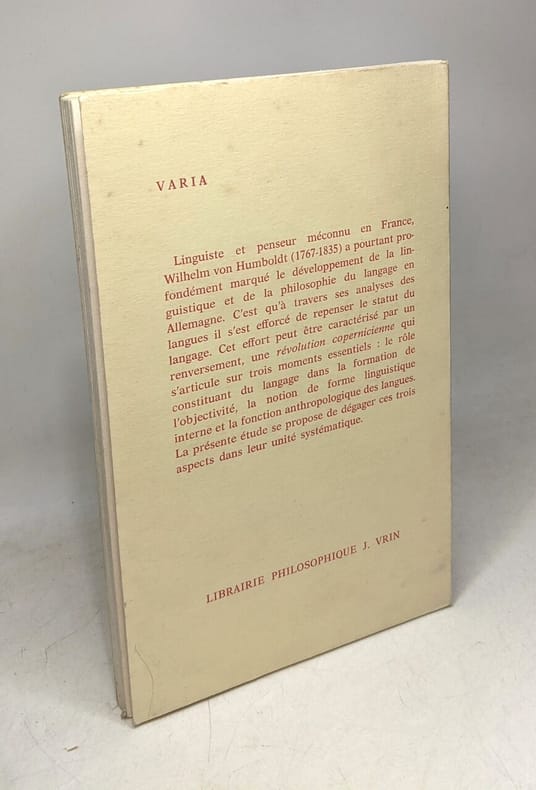 VARIA
Linguiste et penseur méconnu en France,
Wilhelm von Humboldt (1767-1835) a pourtant pro-
fondément marqué le développement de la lin-
guistique et de la philosophie du langage en
Allemagne. C'est qu'à travers ses analyses des
langues il s'est efforcé de repenser le statut du
langage. Cet effort peut être caractérisé par un
renversement, une révolution copernicienne qui
s'articule sur trois moments essentiels : le rôle
constituant du langage dans la formation de
l'objectivité, la notion de forme linguistique
interne et la fonction anthropologique des langues.
La présente étude se propose de dégager ces trois
aspects dans leur unité systématique.
LIBRAIRIE PHILOSOPHIQUE J. VRIN